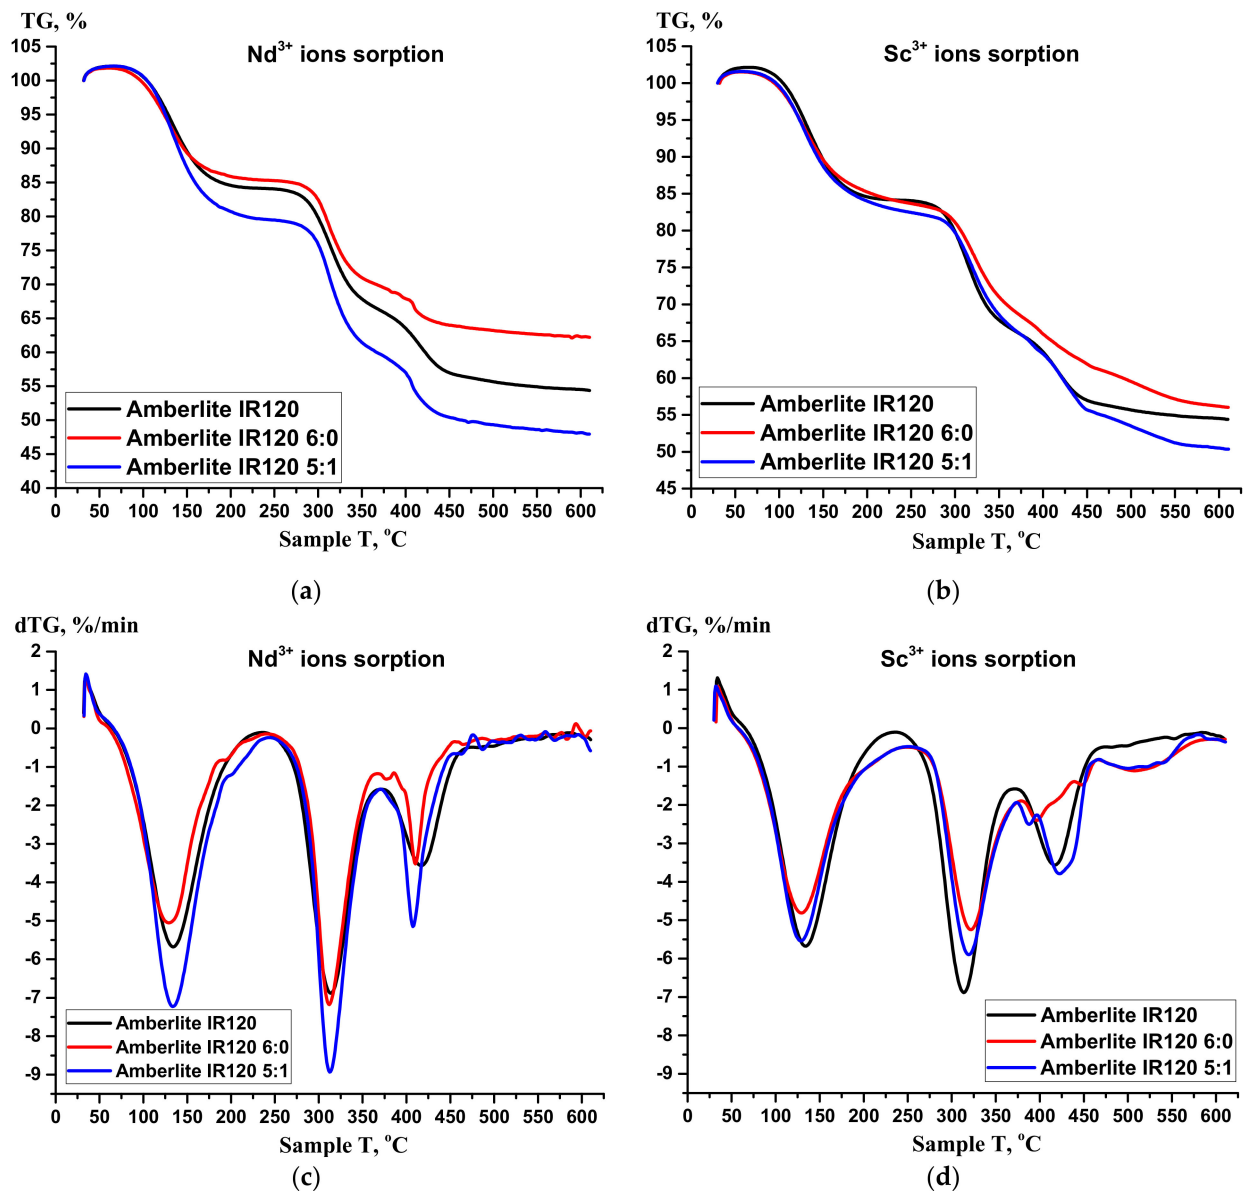 TG, %
Nd3+ ions sorption
105
100
95
90
85
80
75
70
65
60
55
50
45
40
Amberlite IR120
Amberlite IR120 6:0
Amberlite IR120 5:1
0 50 100 150 200 250 300 350 400 450 500 550 600
Sample T, oC
(a)
TG, %
Sc3+ ions sorption
105
100
95
90
85
80
75
70
65
60
55
50
45
Amberlite IR120
Amberlite IR120 6:0
Amberlite IR120 5:1
0 50 100 150 200 250 300 350 400 450 500 550 600
Sample T, oC
(b)
dTG, %/min
Nd3+ ions sorption
2
1
0
-1
-2
-3
-4
-5
-6
-7
-8
-9
Amberlite IR120
Amberlite IR120 6:0
Amberlite IR120 5:1
0 50 100 150 200 250 300 350 400 450 500 550 600
Sample T, oC
(c)
dTG, %/min
Sc3+ ions sorption
2
1
0
-1
-2
-3
-4
-5
-6
-7
-8
-9
Amberlite IR120
Amberlite IR120 6:0
Amberlite IR120 5:1
0 50 100 150 200 250 300 350 400 450 500 550 600
Sample T, oC
(d)